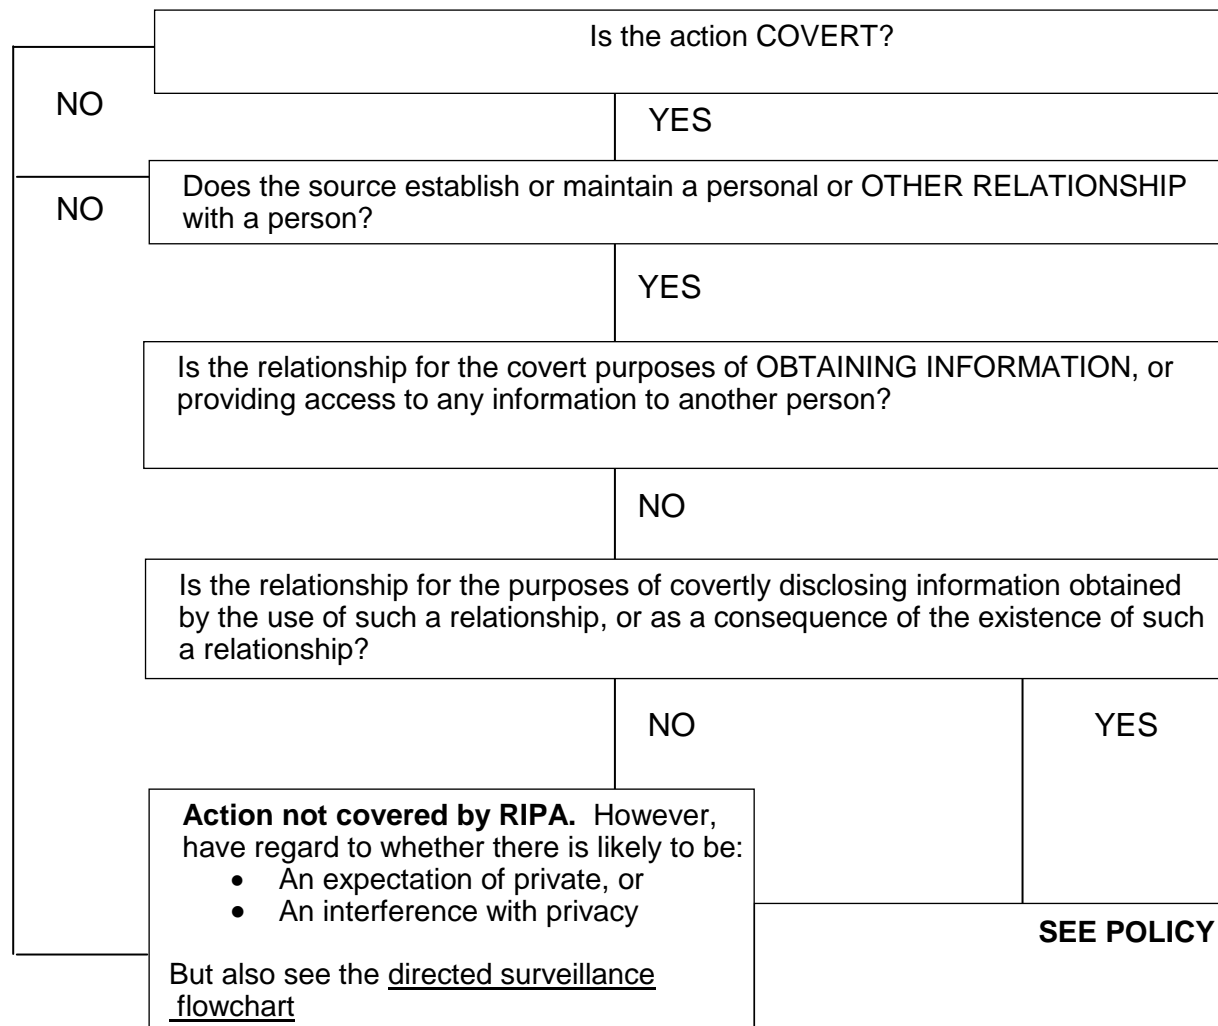 Is the action COVERT?
NO
YES
Does the source establish or maintain a personal or OTHER RELATIONSHIP
with a person?
NO
YES
Is the relationship for the covert purposes of OBTAINING INFORMATION, or
providing access to any information to another person?
NO
Is the relationship for the purposes of covertly disclosing information obtained
by the use of such a relationship, or as a consequence of the existence of such
a relationship?
NO
YES
Action not covered by RIPA. However,
have regard to whether there is likely to be:
• An expectation of private, or
• An interference with privacy
SEE POLICY
But also see the directed surveillance
flowchart